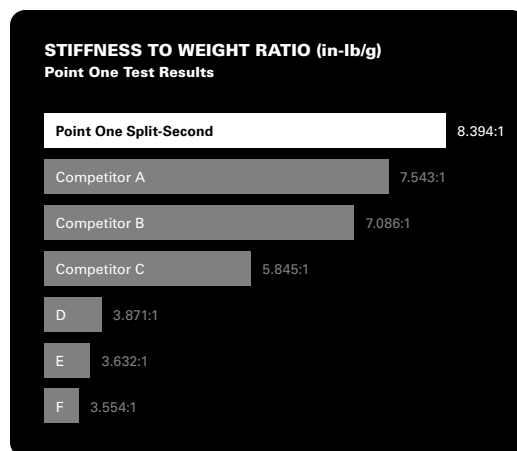 STIFFNESS TO WEIGHT RATIO (in-lb/g)
Point One Test Results
Point One Split-Second 8.394:1
Competitor A 7.543:1
Competitor B 7.086:1
Competitor C 5.845:1
D 3.871:1
E 3.632:1
F 3.554:1